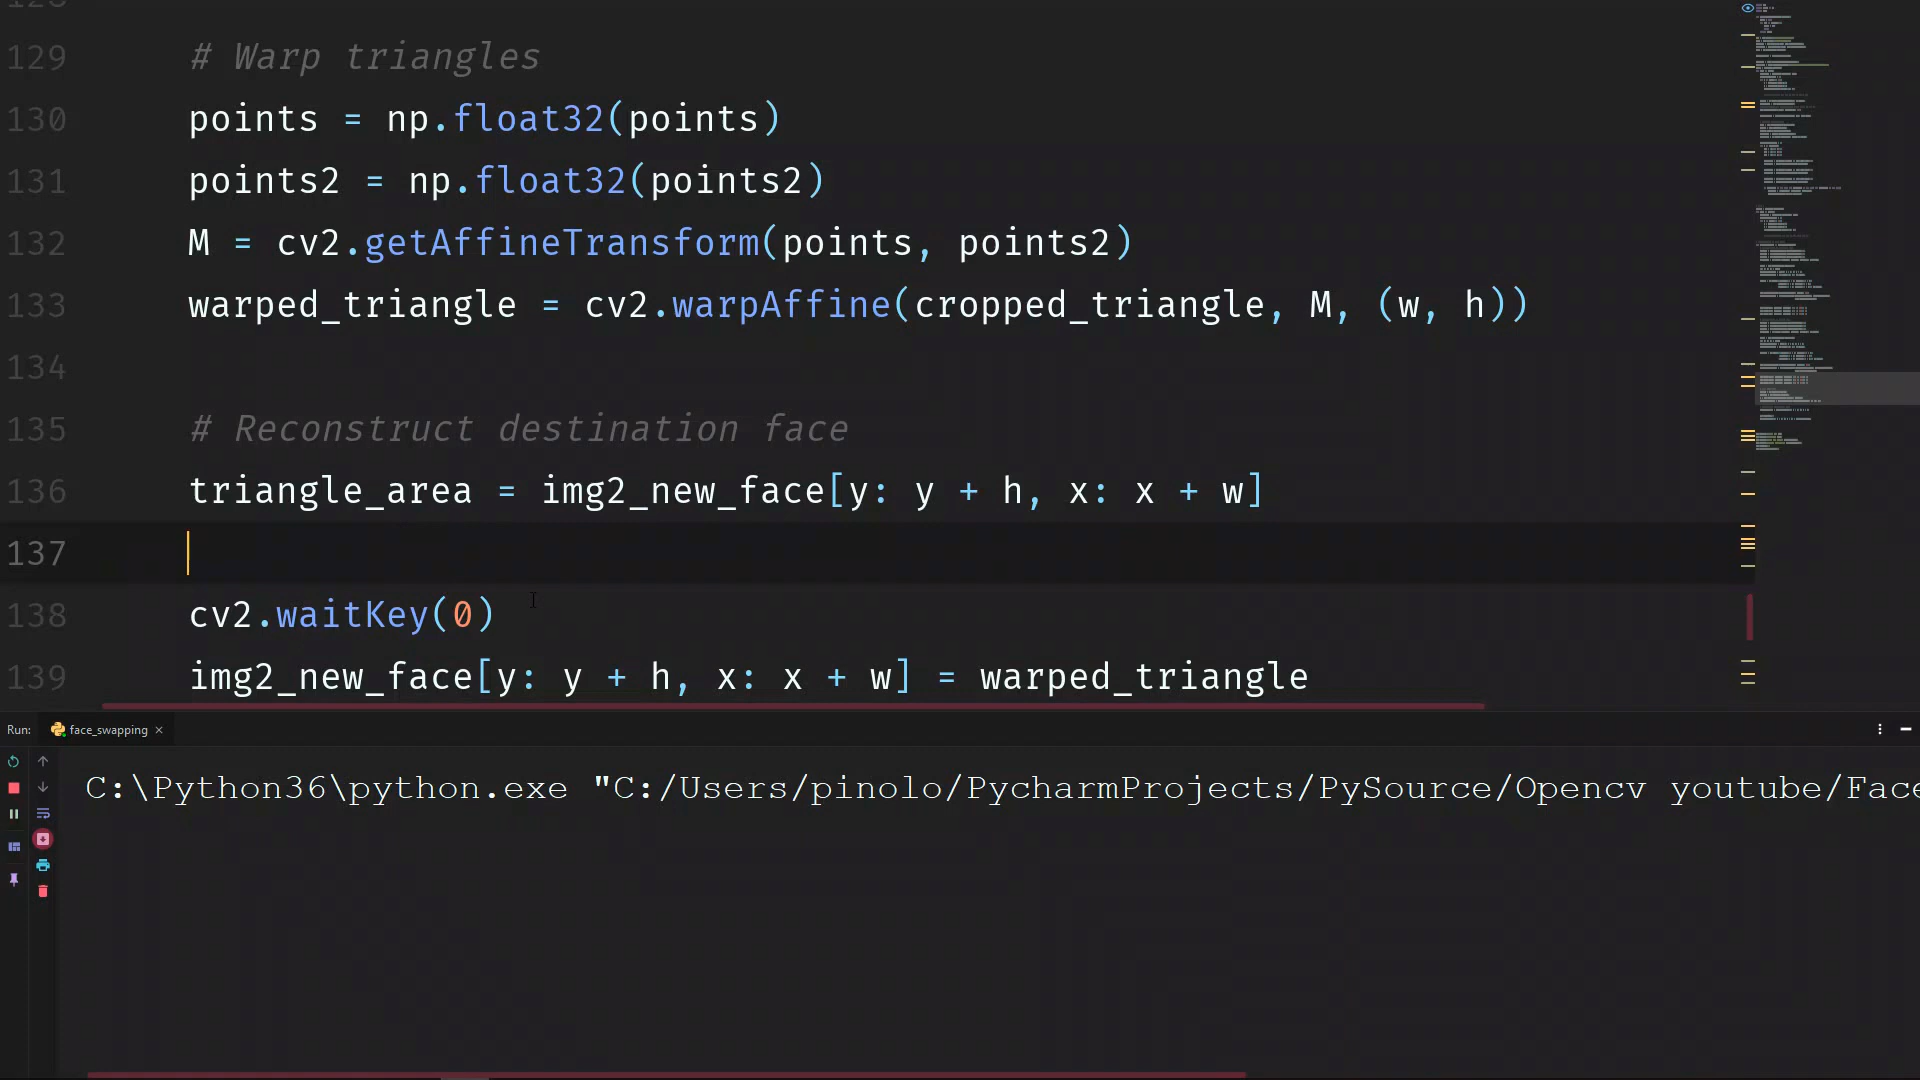 129 # Warp triangles
130 points = np.float32(points)
131 points2 = np.float32(points2)
132 M = cv2.getAffineTransform(points, points2)
133 warped_triangle = cv2.warpAffine(cropped_triangle, M, (w, h))
134
135 # Reconstruct destination face
136 triangle_area = img2_new_face[y: y + h, x: x + w]
137
138 cv2.waitKey(0)
139 img2_new_face[y: y + h, x: x + w] = warped_triangle
Run: face_swapping
C:\Python36\python.exe "C:/Users/pinolo/PycharmProjects/PySource/Opencv youtube/Face